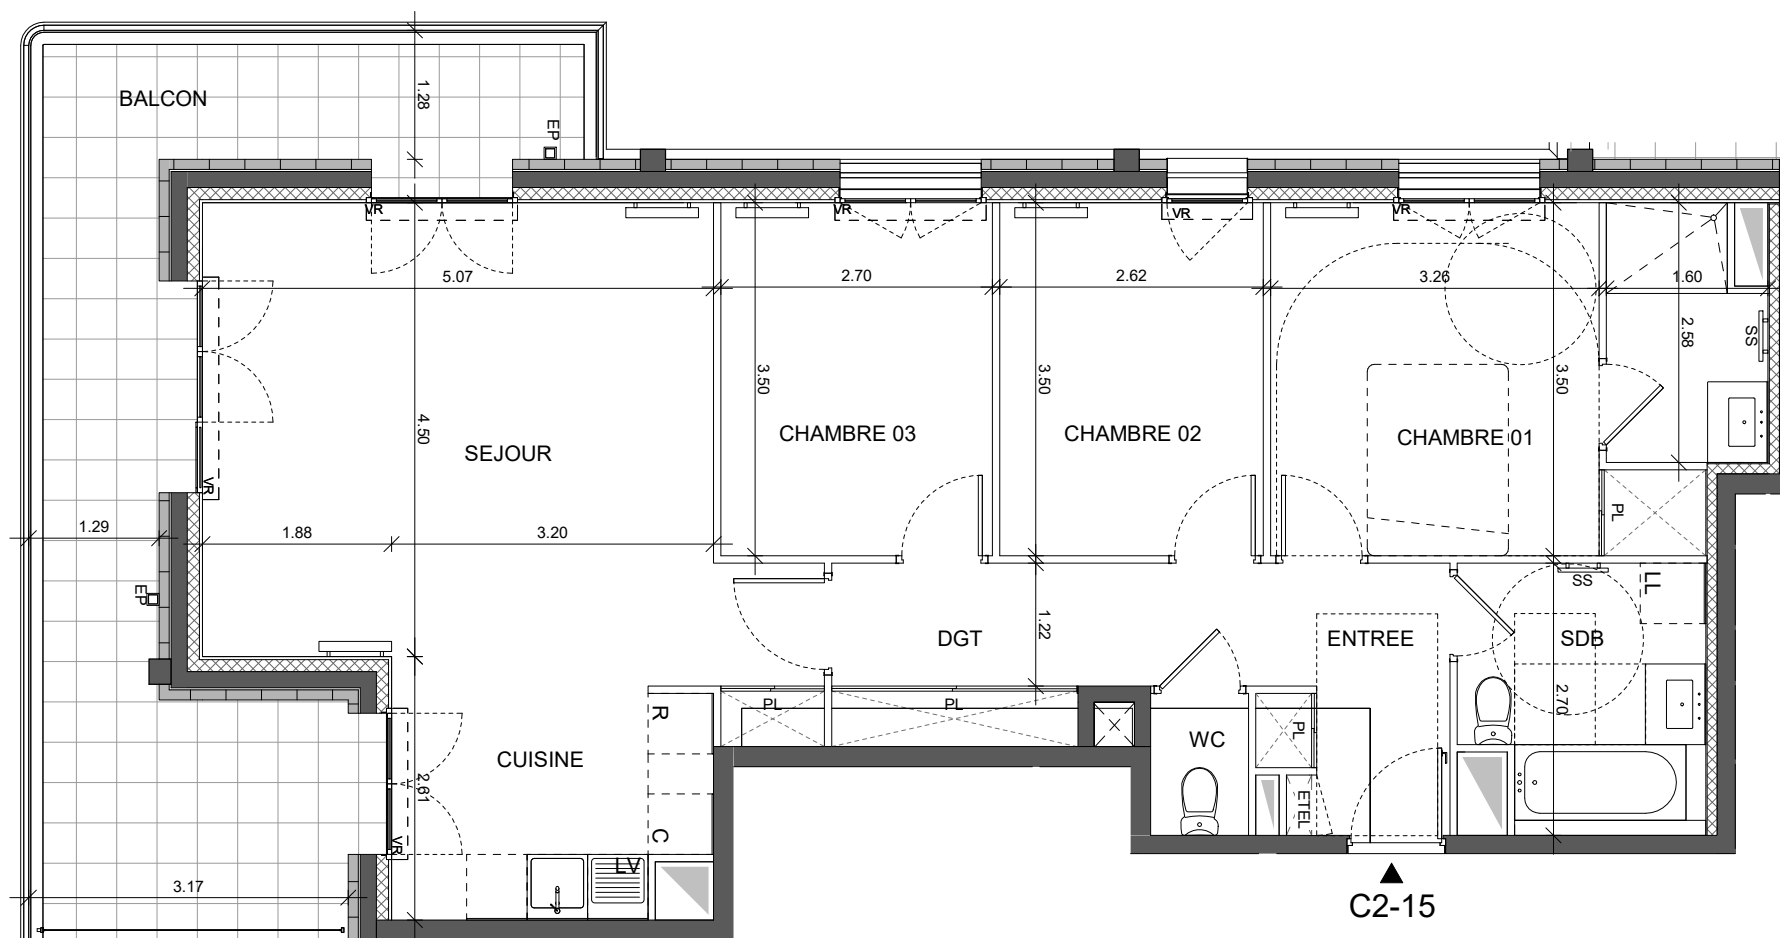 BALCON
1.28
EP
VR
VR
VR
VR
5.07
2.70
2.62
3.26
1.60
2.58
SS
3.50
3.50
3.50
4.50
SEJOUR
CHAMBRE 03
CHAMBRE 02
CHAMBRE 01
VR
PL
1.29
1.88
3.20
EP
SS
LL
1.22
DGT
ENTREE
SDB
PL
PL
R
PL
2.70
WC
CUISINE
2.61
ETEL
VR
C
LV
3.17
C2-15